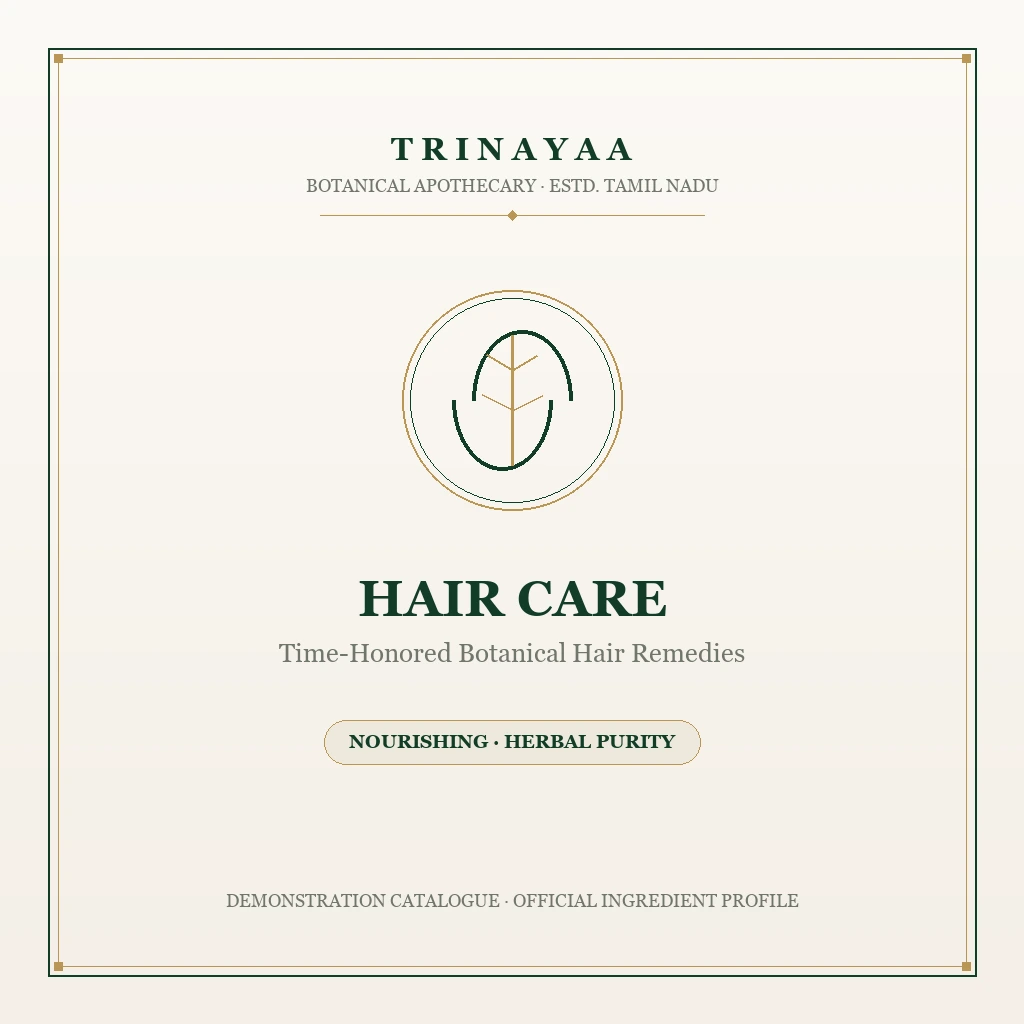 TRINAYAA
BOTANICAL APOTHECARY · ESTD. TAMIL NADU
HAIR CARE
Time-Honored Botanical Hair Remedies
NOURISHING · HERBAL PURITY
DEMONSTRATION CATALOGUE · OFFICIAL INGREDIENT PROFILE